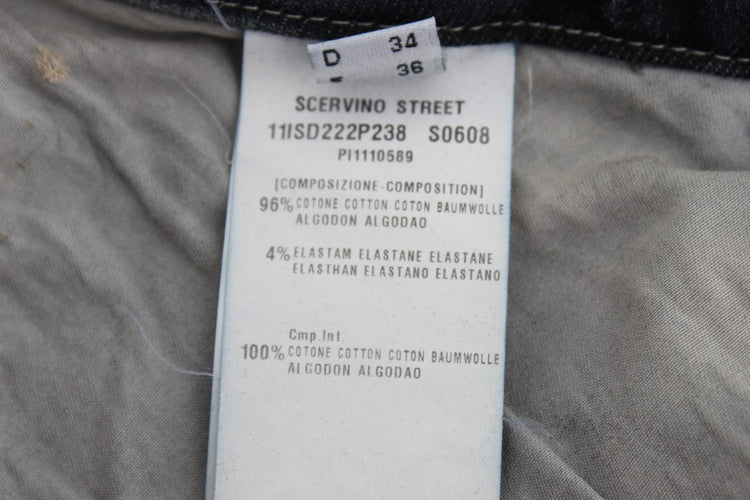 D 34
36
SCERVINO STREET
11ISD222P238 S0608
PI1110589
[COMPOSIZIONE-COMPOSITION]
96% COTONE COTTON COTON BAUMWOLLE
ALGODON ALGODAO
4% ELASTAM ELASTANE ELASTANE
ELASTHAN ELASTANO ELASTANO
Cmp.Int.
100% COTONE COTTON COTON BAUMWOLLE
ALGODON ALGODAO